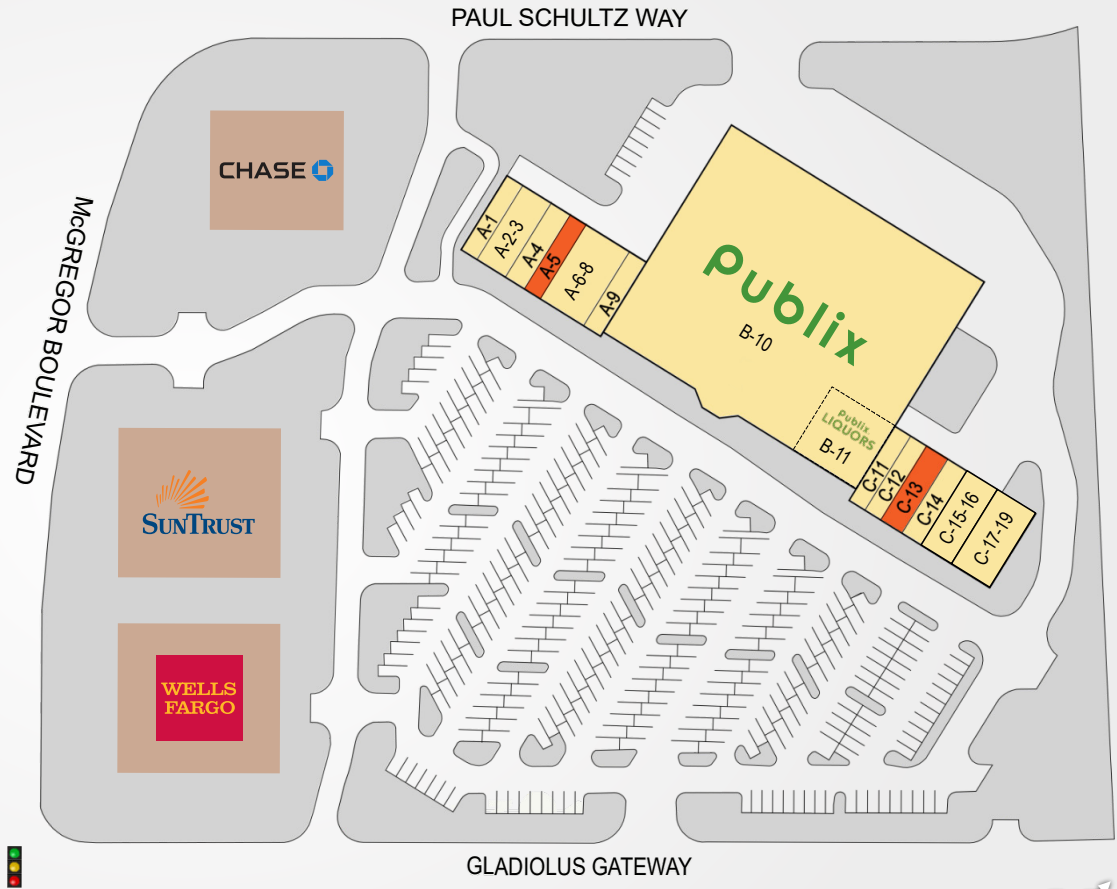 PAUL SCHULTZ WAY
CHASE
McGREGOR BOULEVARD
A-1
A-2-3
A-4
A-5
A-6-8
A-9
Publix
B-10
Publix
LIQUORS
B-11
C-11
C-12
C-13
C-14
C-15-16
C-17-19
SUNTRUST
WELLS
FARGO
GLADIOLUS GATEWAY